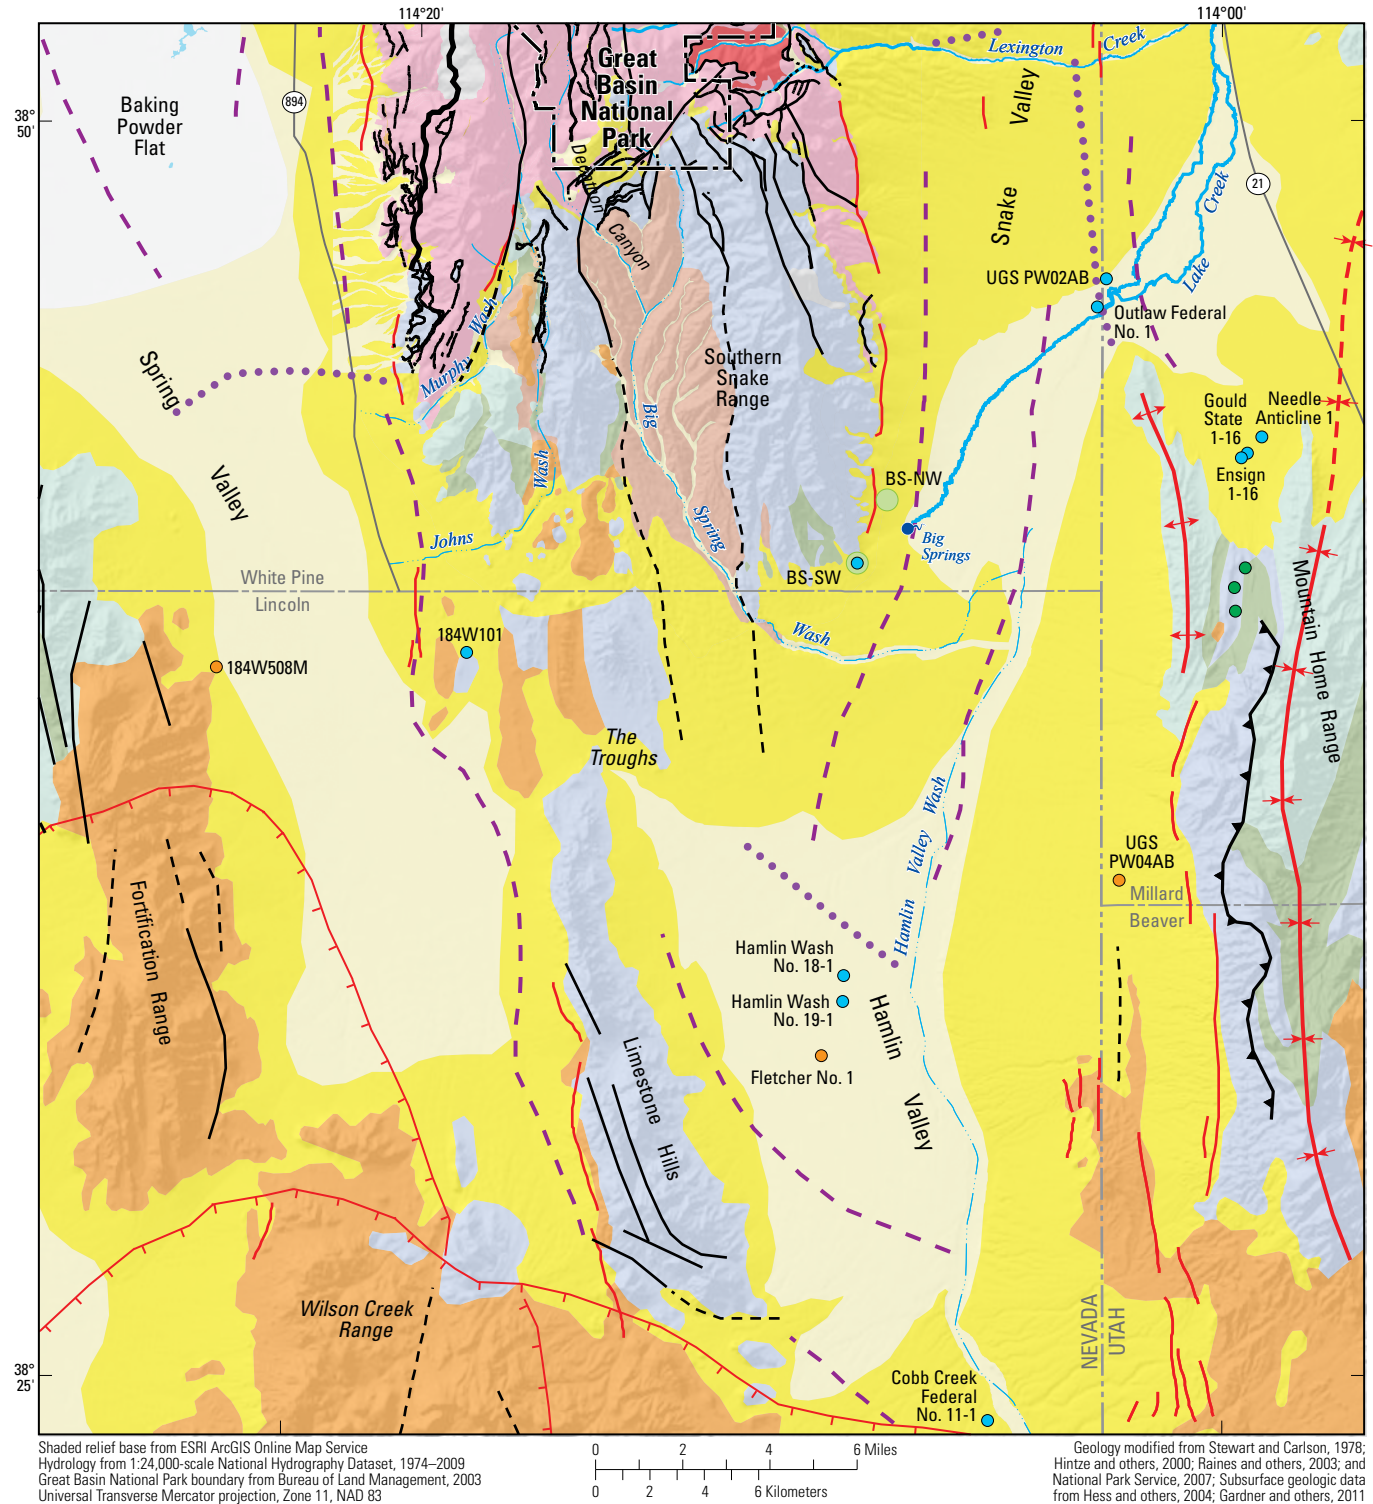 114°20'
114°00'
38°
50'
38°
25'
Great
Basin
National
Park
Baking
Powder
Flat
894
21
Lexington
Creek
Valley
Snake
Decathon
Canyon
Murphy
Wash
Spring
Valley
Southern
Snake
Range
Big
Spring
Wash
Johns
Wash
UGS PW02AB
Outlaw Federal
No. 1
Lake
Creek
Gould
State
1-16
Needle
Anticline 1
Ensign
1-16
BS-NW
Big
Springs
BS-SW
White Pine
Lincoln
184W101
184W508M
The
Troughs
Mountain Home Range
Hamlin Valley Wash
UGS
PW04AB
Millard
Beaver
Fortification Range
Hamlin Wash
No. 18-1
Hamlin Wash
No. 19-1
Fletcher No. 1
Hamlin
Valley
Limestone
Hills
Wilson Creek
Range
NEVADA
UTAH
Cobb Creek
Federal
No. 11-1
Shaded relief base from ESRI ArcGIS Online Map Service
Hydrology from 1:24,000-scale National Hydrography Dataset, 1974–2009
Great Basin National Park boundary from Bureau of Land Management, 2003
Universal Transverse Mercator projection, Zone 11, NAD 83
0 2 4 6 Miles
0 2 4 6 Kilometers
Geology modified from Stewart and Carlson, 1978;
Hintze and others, 2000; Raines and others, 2003; and
National Park Service, 2007; Subsurface geologic data
from Hess and others, 2004; Gardner and others, 2011